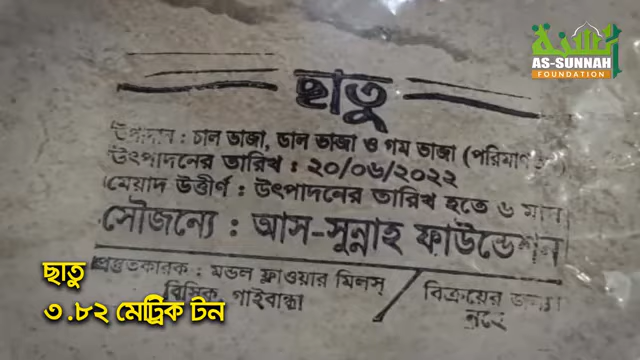 السنة
AS-SUNNAH
FOUNDATION
ছাতু
উপাদান : চাল ভাজা, ডাল ভাজা ও গম ভাজা (পরিমাণ
উৎপাদনের তারিখ : ২০/০৬/২০২২
মেয়াদ উত্তীর্ণ : উৎপাদনের তারিখ হতে ৬ মাস
সৌজন্যে : আস-সুন্নাহ ফাউন্ডেশন
প্রস্তুতকারক : মন্ডল ফ্লাওয়ার মিলস্
বিসিক, গাইবান্ধা
বিক্রয়ের জন্য
নহে
ছাতু
৩.৮২ মেট্রিক টন